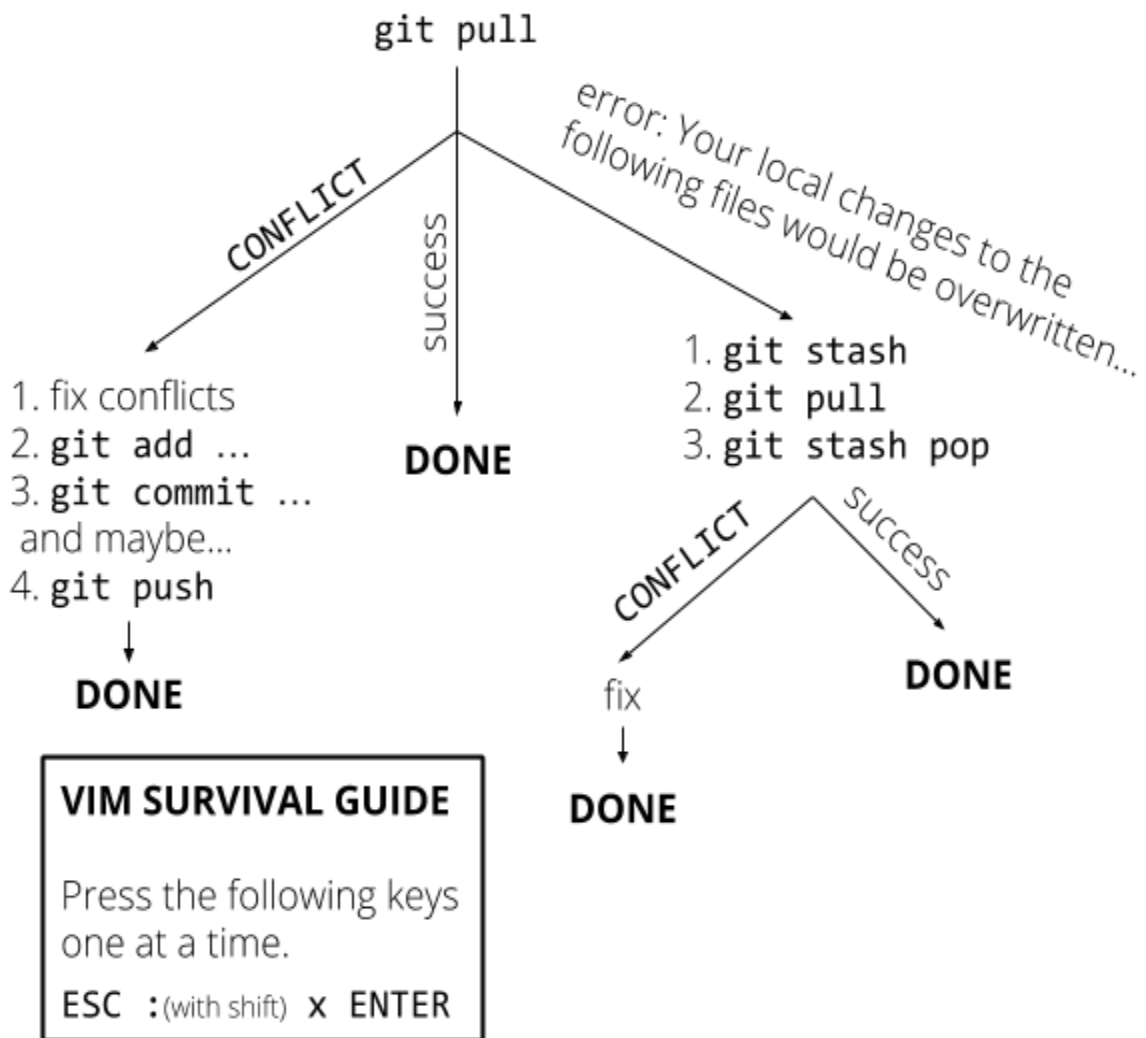 git pull
error: Your local changes to the
following files would be overwritten...
CONFLICT
success
1. fix conflicts
2. git add ...
3. git commit ...
and maybe...
4. git push
DONE
DONE
1. git stash
2. git pull
3. git stash pop
CONFLICT
success
fix
DONE
DONE
VIM SURVIVAL GUIDE
Press the following keys
one at a time.
ESC :(with shift) x ENTER